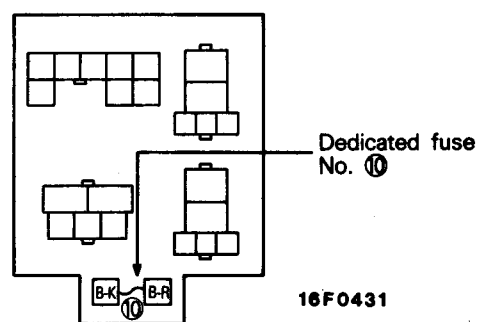 Dedicated fuse
No. ⑩
B-K B-R
⑩
16F0431